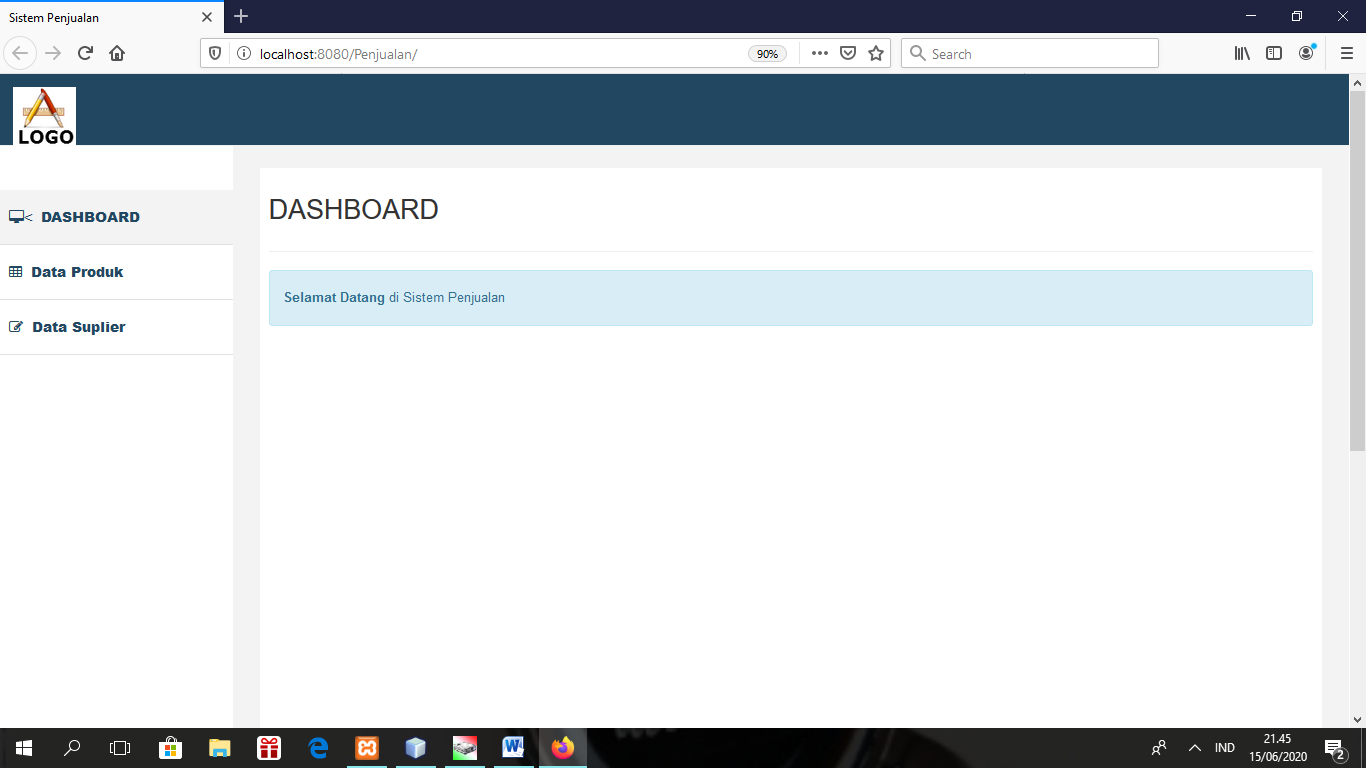 Sistem Penjualan
localhost:8080/Penjualan/
90%
Search
LOGO
< DASHBOARD
Data Produk
Data Suplier
DASHBOARD
Selamat Datang di Sistem Penjualan
IND
21.45
15/06/2020
2